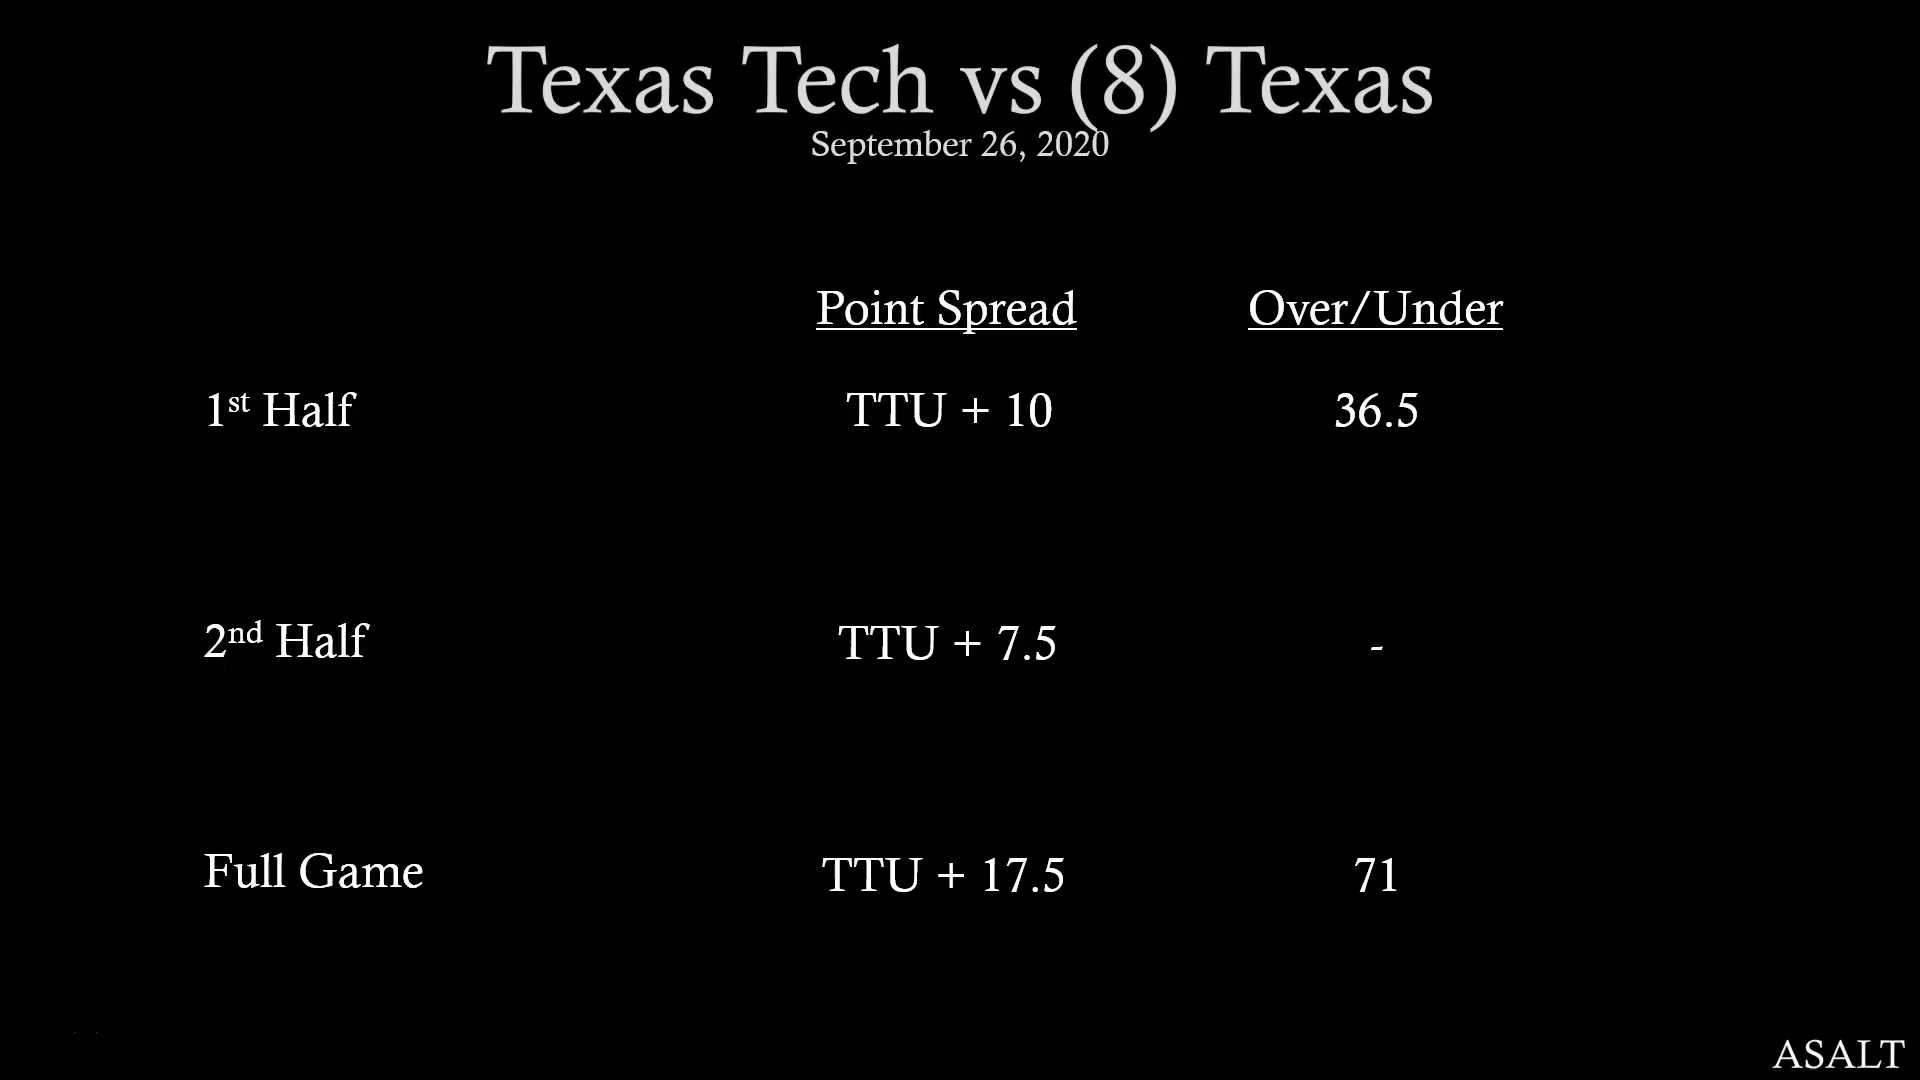 Texas Tech vs (8) Texas
September 26, 2020
Point Spread Over/Under
1st Half TTU + 10 36.5
2nd Half TTU + 7.5 -
Full Game TTU + 17.5 71
ASALT